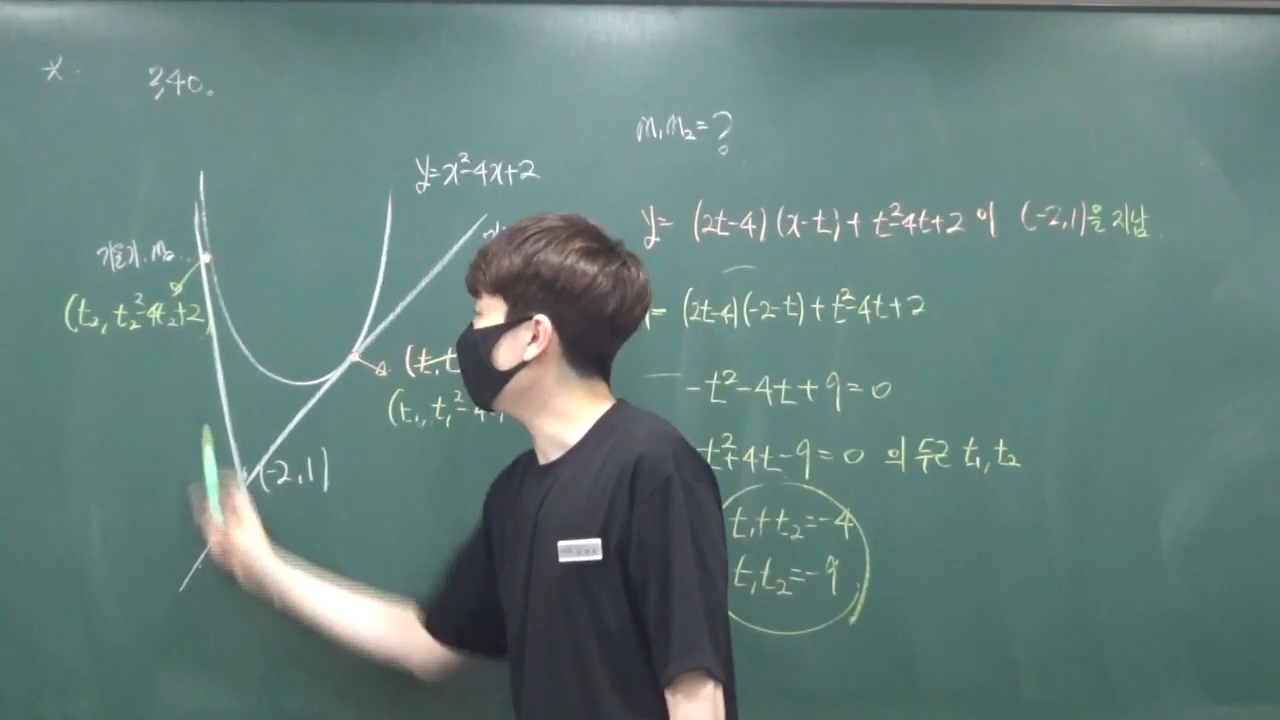 340.
m₁m₂=?
y=x²-4x+2
기울기. m₂
(t₂, t₂²-4t₂+2)
(t₁, t₁²-4
(-2,1)
y= (2t-4)(x-t)+ t²-4t+2 이 (-2,1)을 지남
= (2t-4)(-2-t)+t²-4t+2
-t²-4t+9=0
t²+4t-9=0 의 두근 t₁, t₂
t₁+t₂=-4
t₁t₂=-9